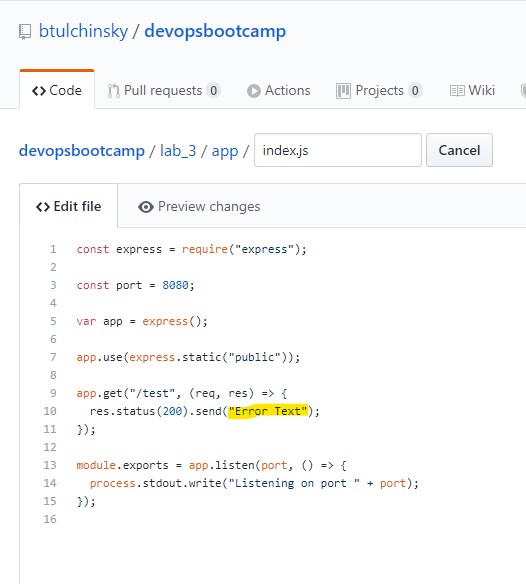 btulchinsky / devopsbootcamp
Code Pull requests 0 Actions Projects 0 Wiki
devopsbootcamp / lab_3 / app / index.js Cancel
Edit file Preview changes
1 const express = require("express");
2
3 const port = 8080;
4
5 var app = express();
6
7 app.use(express.static("public"));
8
9 app.get("/test", (req, res) => {
10 res.status(200).send("Error Text");
11 });
12
13 module.exports = app.listen(port, () => {
14 process.stdout.write("Listening on port " + port);
15 });
16